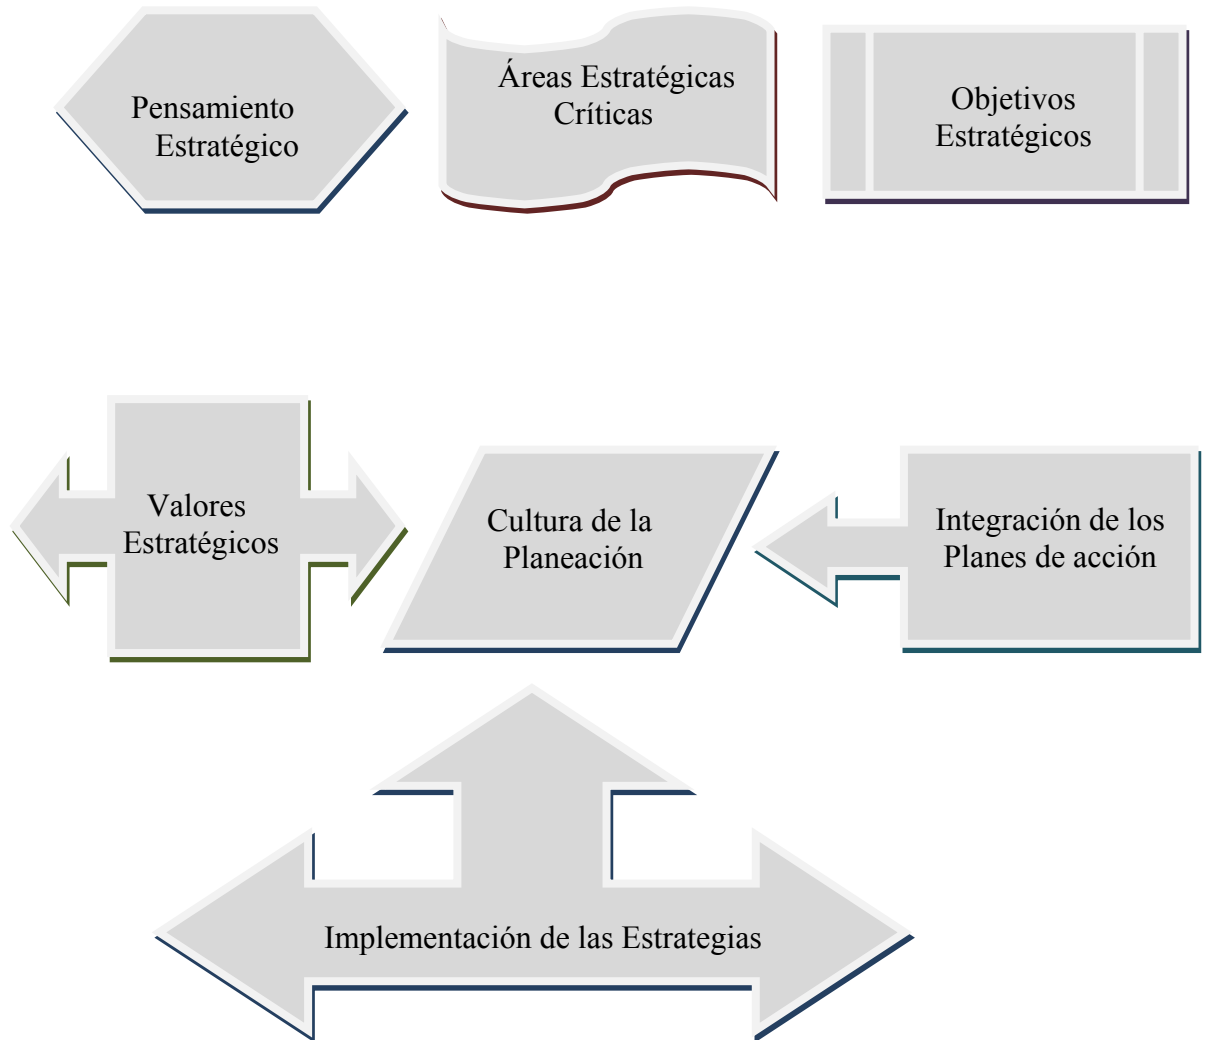 Pensamiento
Estratégico
Áreas Estratégicas
Críticas
Objetivos
Estratégicos
Valores
Estratégicos
Cultura de la
Planeación
Integración de los
Planes de acción
Implementación de las Estrategias